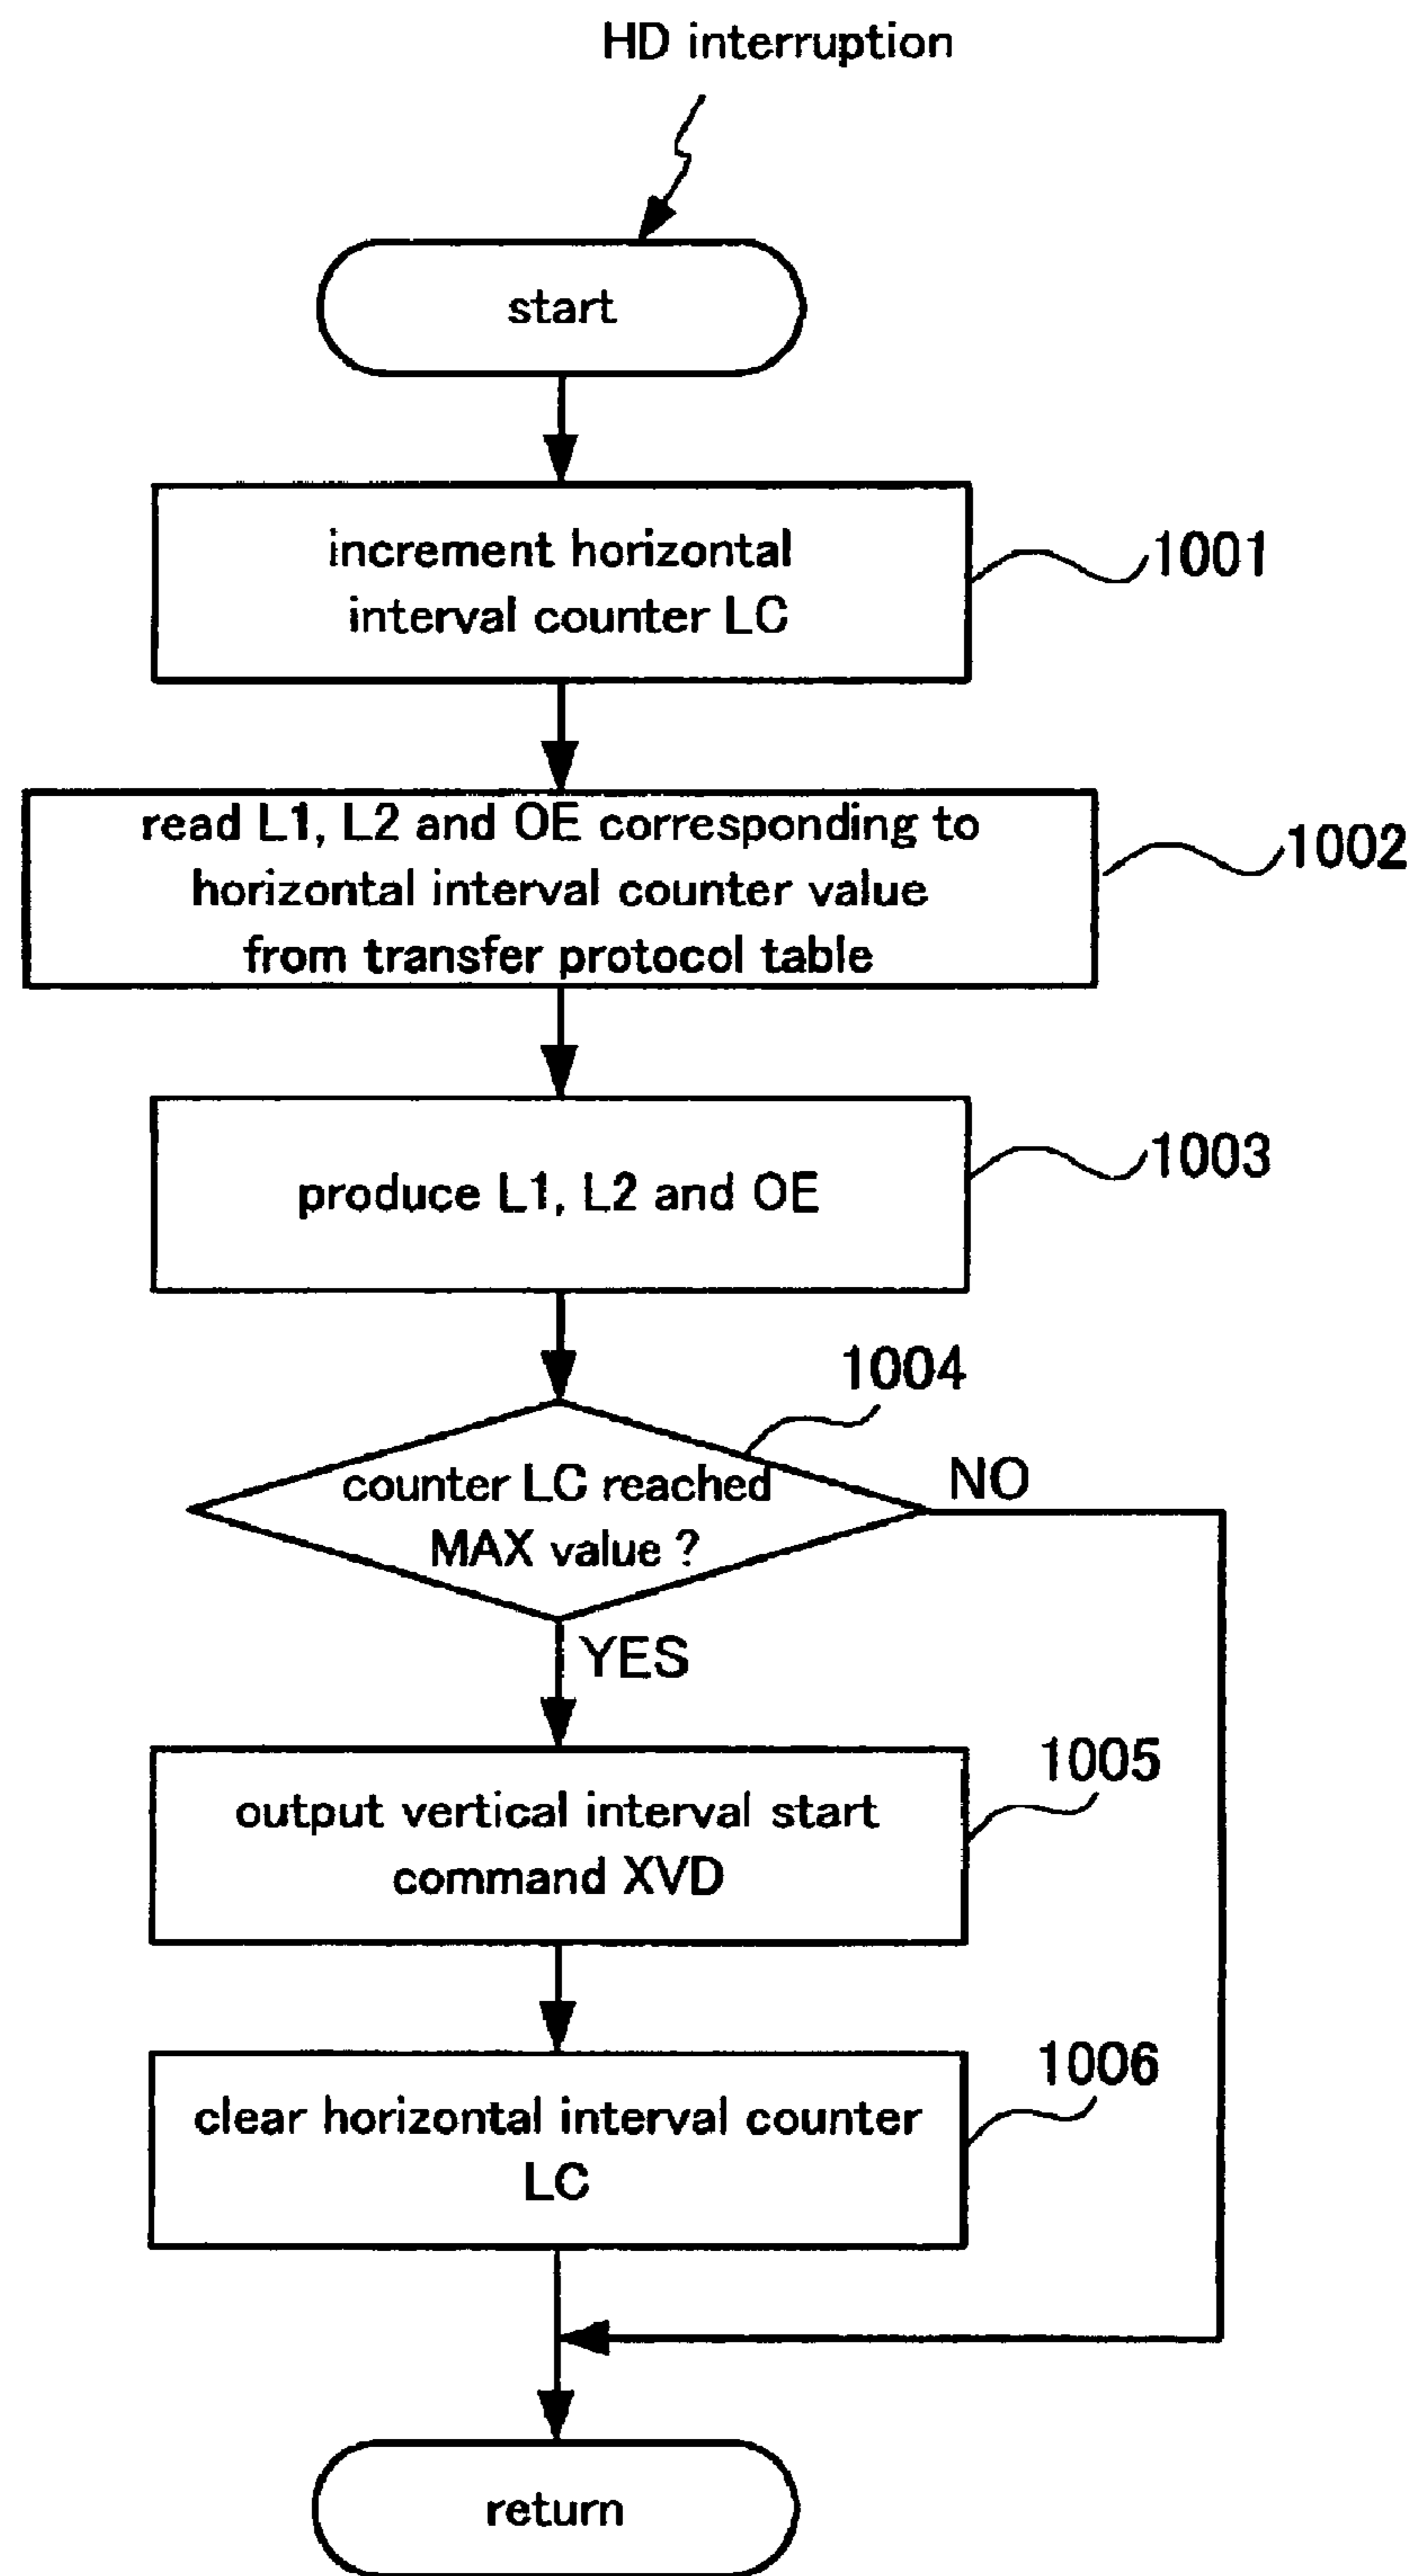 HD interruption
start
increment horizontal
interval counter LC
1001
read L1, L2 and OE corresponding to
horizontal interval counter value
from transfer protocol table
1002
produce L1, L2 and OE
1003
1004
counter LC reached
MAX value ?
NO
YES
output vertical interval start
command XVD
1005
clear horizontal interval counter
LC
1006
return